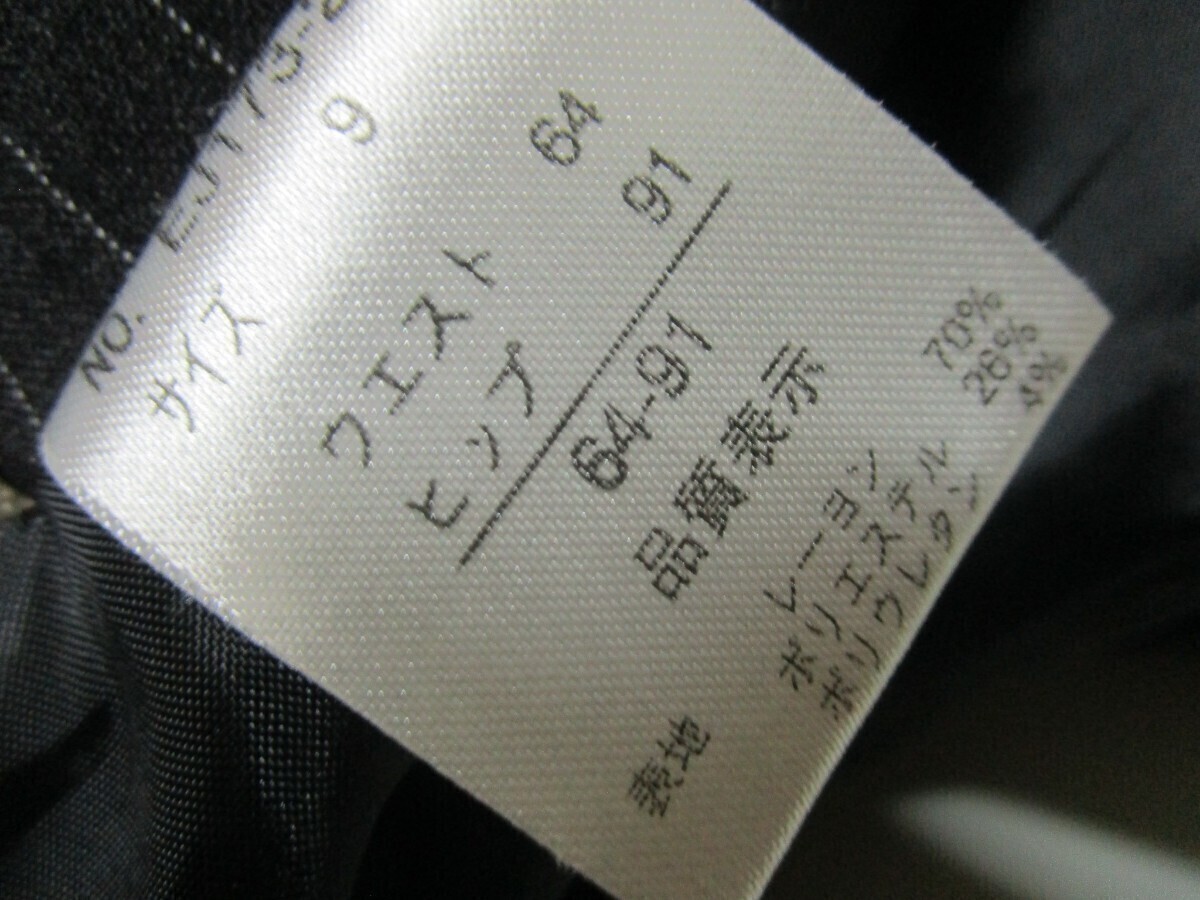 NO.
サイズ 9
ウエスト 64
ヒップ 91
64-91
品質表示
表地 レーヨン 70%
ポリエステル 26%
ポリウレタン 4%